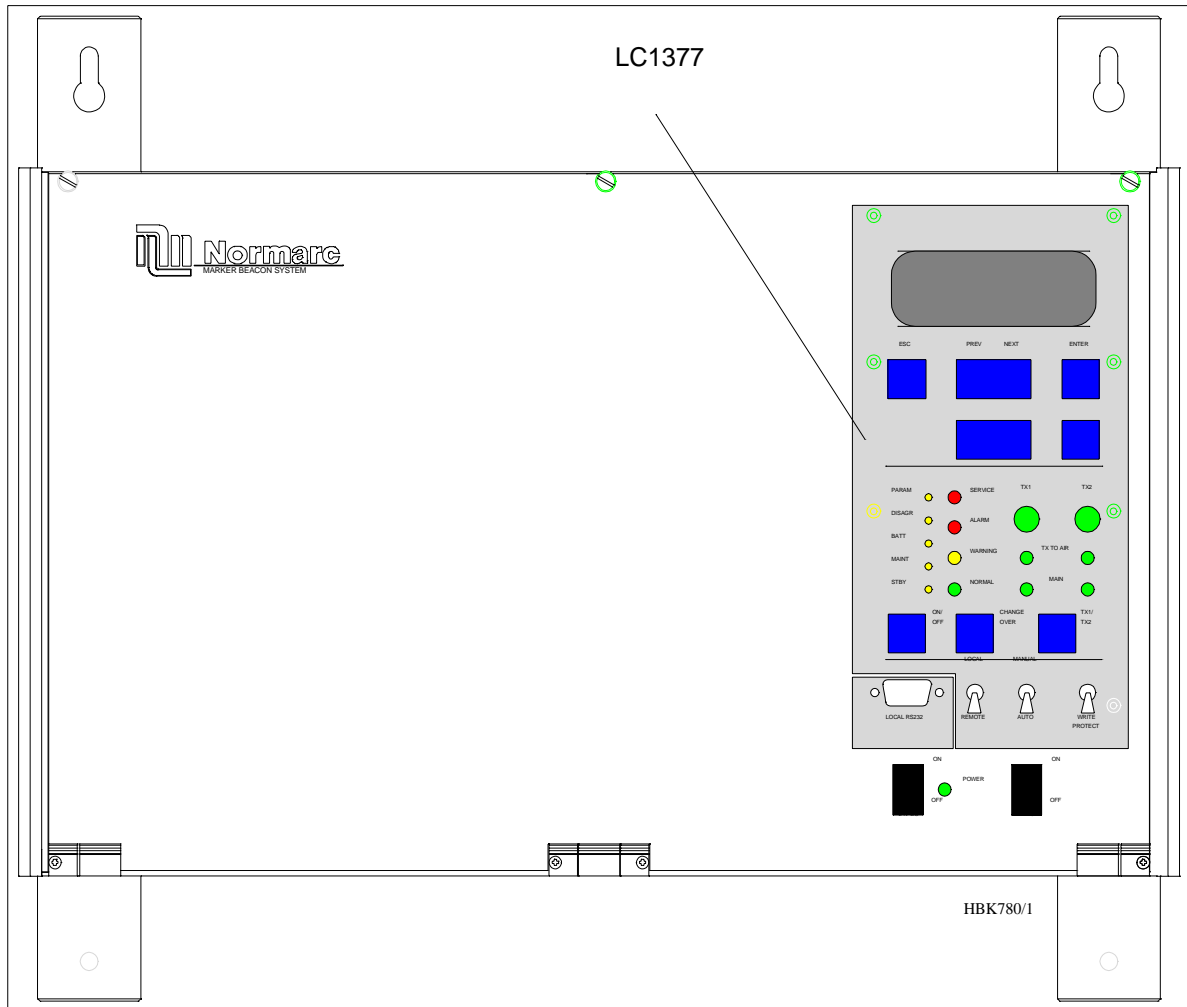 LC1377
Normarc
MARKER BEACON SYSTEM
ESC PREV NEXT ENTER
PARAM SERVICE TX1 TX2
DISAGR ALARM
BATT
WARNING TX TO AIR
MAINT
STBY NORMAL MAIN
ON/
OFF
CHANGE
OVER
TX1/
TX2
LOCAL MANUAL
LOCAL RS232 REMOTE AUTO WRITE
PROTECT
ON ON
POWER
OFF OFF
HBK780/1